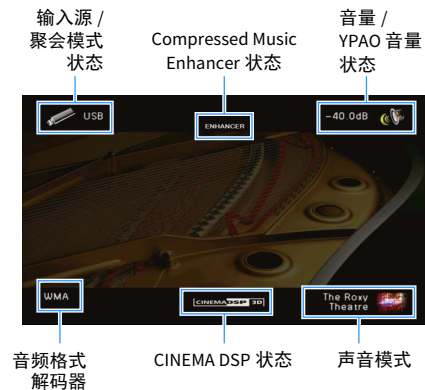 输入源 /
聚会模式
状态
Compressed Music
Enhancer 状态
音量 /
YPAO 音量
状态
USB
ENHANCER
-40.0dB
WMA
CINEMA DSP 3D
The Roxy
Theatre
音频格式
解码器
CINEMA DSP 状态
声音模式